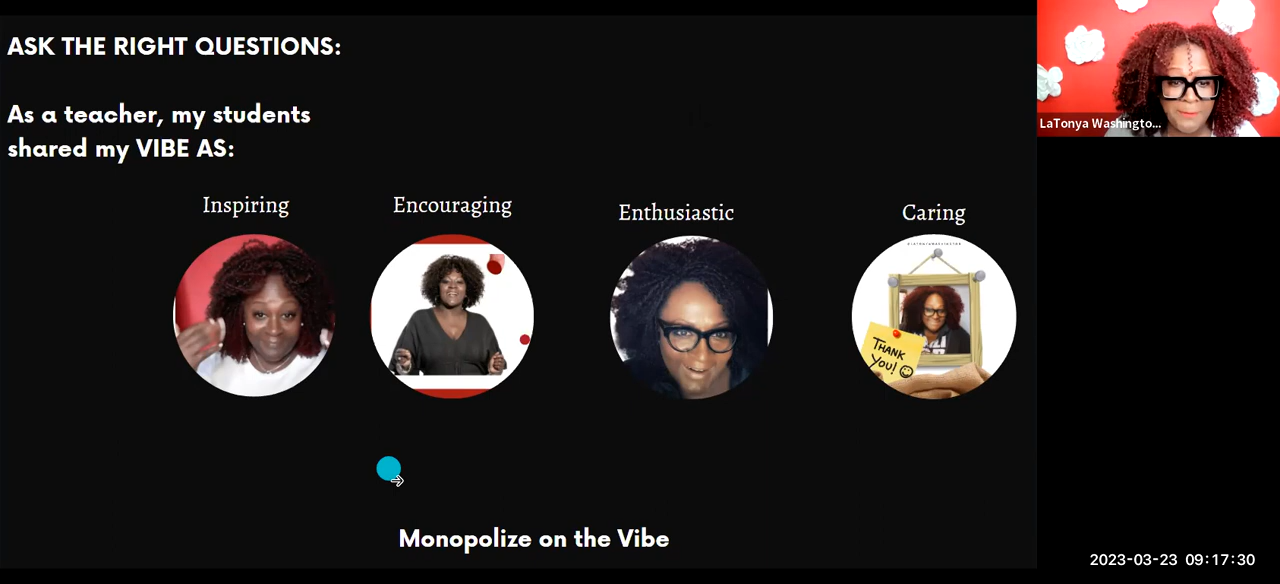 ASK THE RIGHT QUESTIONS:
As a teacher, my students
shared my VIBE AS:
Inspiring
Encouraging
Enthusiastic
Caring
THANK
YOU!
Monopolize on the Vibe
LaTonya Washingto...
2023-03-23 09:17:30